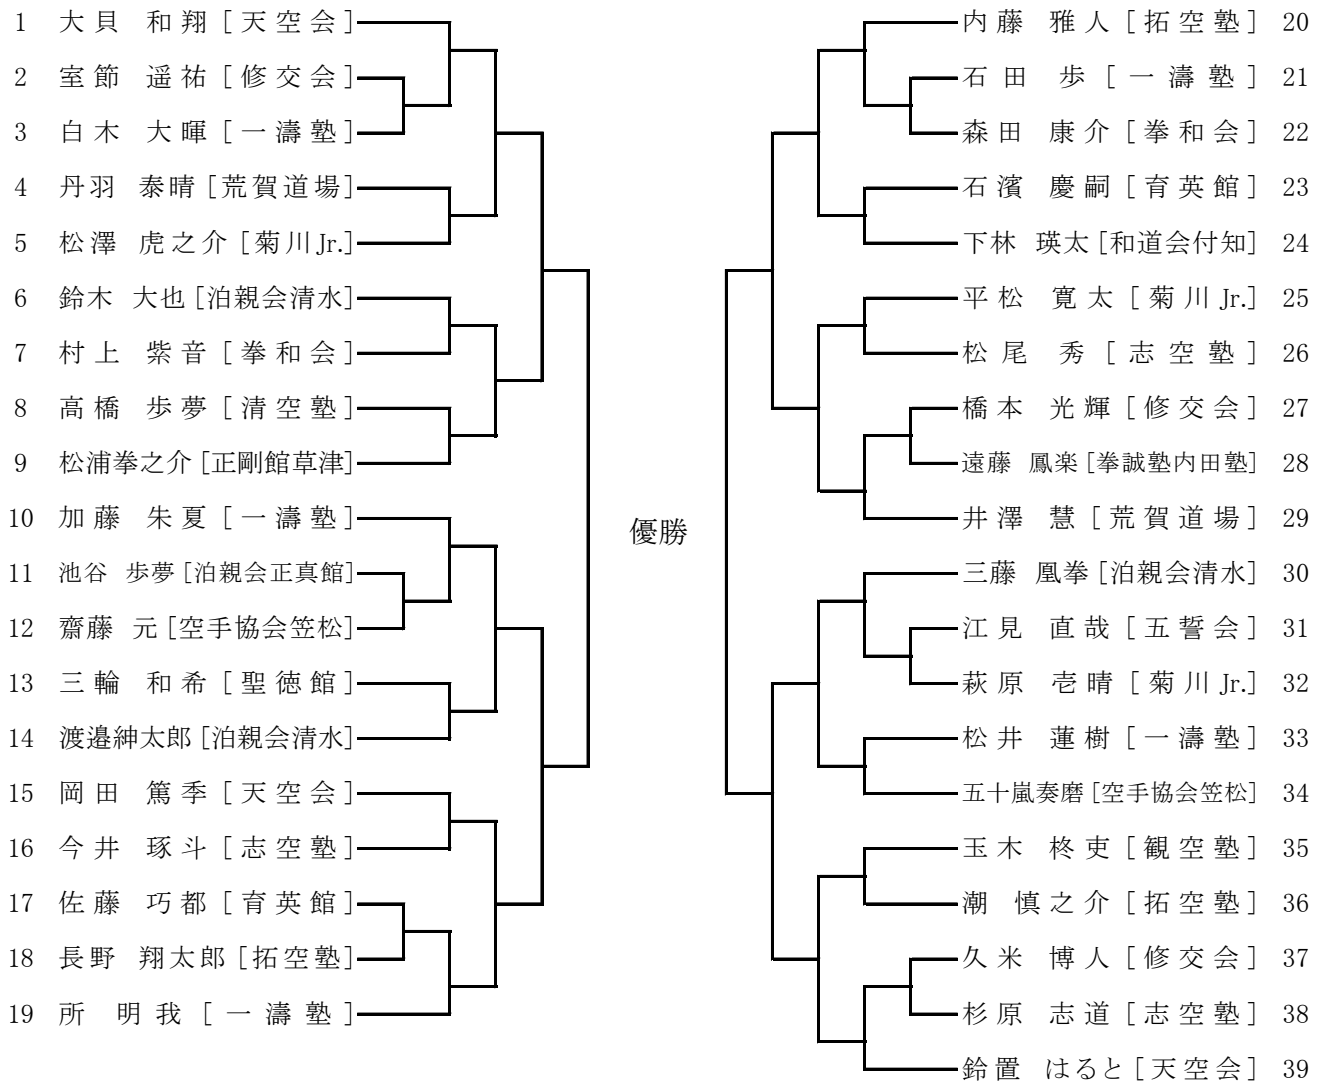 1 大貝 和翔 [天空会]
2 室節 遥祐 [修交会]
3 白木 大暉 [一濤塾]
4 丹羽 泰晴 [荒賀道場]
5 松澤 虎之介 [菊川Jr.]
6 鈴木 大也 [泊親会清水]
7 村上 紫音 [拳和会]
8 高橋 歩夢 [清空塾]
9 松浦拳之介 [正剛館草津]
10 加藤 朱夏 [一濤塾]
11 池谷 歩夢 [泊親会正真館]
12 齋藤 元 [空手協会笠松]
13 三輪 和希 [聖徳館]
14 渡邉紳太郎 [泊親会清水]
15 岡田 篤季 [天空会]
16 今井 琢斗 [志空塾]
17 佐藤 巧都 [育英館]
18 長野 翔太郎 [拓空塾]
19 所 明我 [一濤塾]
優勝
内藤 雅人 [拓空塾] 20
石田 歩 [一濤塾] 21
森田 康介 [拳和会] 22
石濱 慶嗣 [育英館] 23
下林 瑛太 [和道会付知] 24
平松 寛太 [菊川Jr.] 25
松尾 秀 [志空塾] 26
橋本 光輝 [修交会] 27
遠藤 鳳楽 [拳誠塾内田塾] 28
井澤 慧 [荒賀道場] 29
三藤 凰拳 [泊親会清水] 30
江見 直哉 [五誓会] 31
萩原 壱晴 [菊川Jr.] 32
松井 蓮樹 [一濤塾] 33
五十嵐奏磨 [空手協会笠松] 34
玉木 柊吏 [観空塾] 35
潮 慎之介 [拓空塾] 36
久米 博人 [修交会] 37
杉原 志道 [志空塾] 38
鈴置 はると [天空会] 39